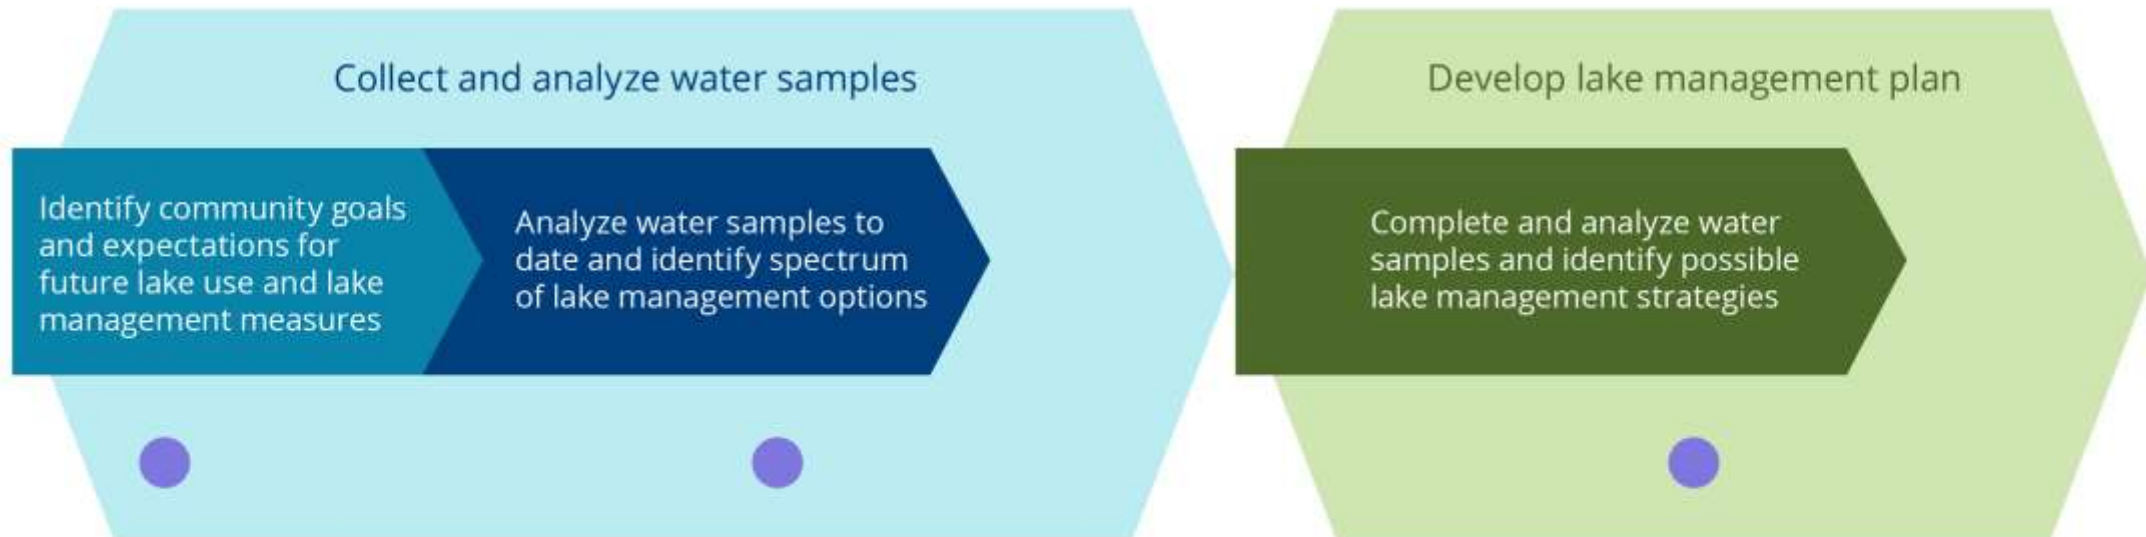 Collect and analyze water samples
Identify community goals
and expectations for
future lake use and lake
management measures
Analyze water samples to
date and identify spectrum
of lake management options
Develop lake management plan
Complete and analyze water
samples and identify possible
lake management strategies